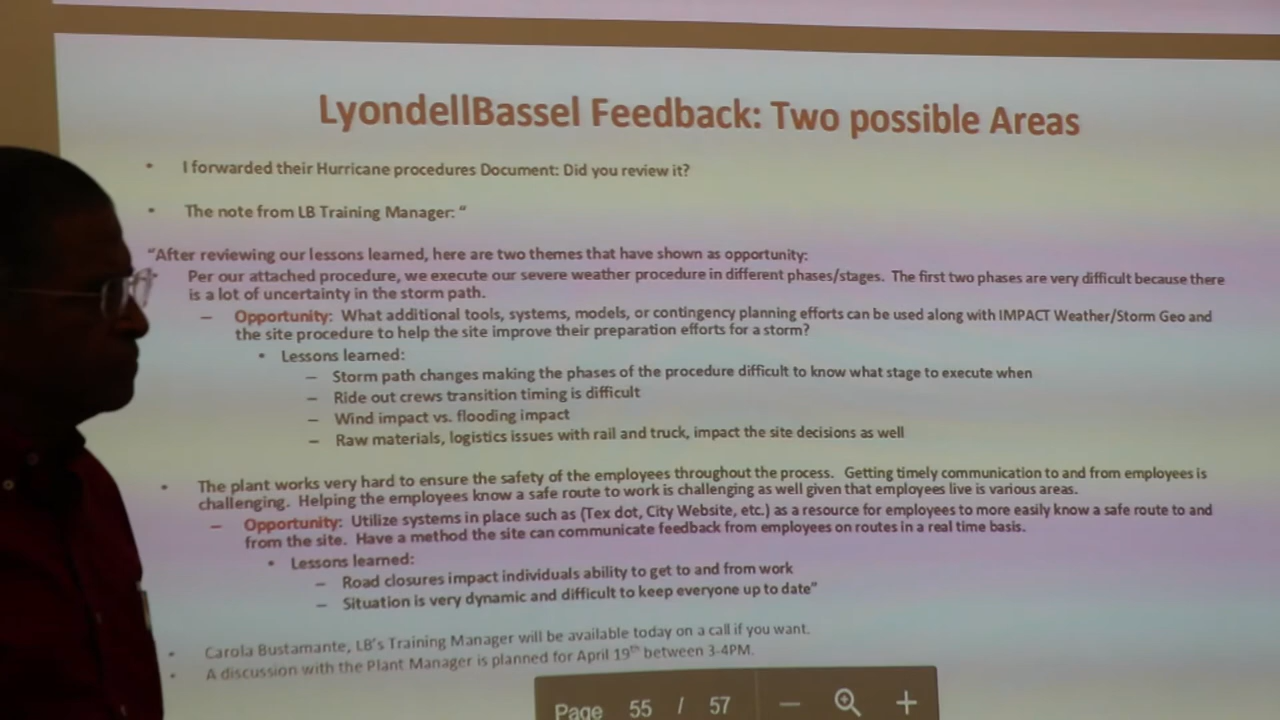 LyondellBassel Feedback: Two possible Areas
• I forwarded their Hurricane procedures Document: Did you review it?
• The note from LB Training Manager: “
“After reviewing our lessons learned, here are two themes that have shown as opportunity:
• Per our attached procedure, we execute our severe weather procedure in different phases/stages. The first two phases are very difficult because there
is a lot of uncertainty in the storm path.
– Opportunity: What additional tools, systems, models, or contingency planning efforts can be used along with IMPACT Weather/Storm Geo and
the site procedure to help the site improve their preparation efforts for a storm?
• Lessons learned:
– Storm path changes making the phases of the procedure difficult to know what stage to execute when
– Ride out crews transition timing is difficult
– Wind impact vs. flooding impact
– Raw materials, logistics issues with rail and truck, impact the site decisions as well
• The plant works very hard to ensure the safety of the employees throughout the process. Getting timely communication to and from employees is
challenging. Helping the employees know a safe route to work is challenging as well given that employees live is various areas.
– Opportunity: Utilize systems in place such as (Tex dot, City Website, etc.) as a resource for employees to more easily know a safe route to and
from the site. Have a method the site can communicate feedback from employees on routes in a real time basis.
• Lessons learned:
– Road closures impact individuals ability to get to and from work
– Situation is very dynamic and difficult to keep everyone up to date”
• Carola Bustamante, LB’s Training Manager will be available today on a call if you want.
• A discussion with the Plant Manager is planned for April 19th between 3-4PM.
Page 55 / 57